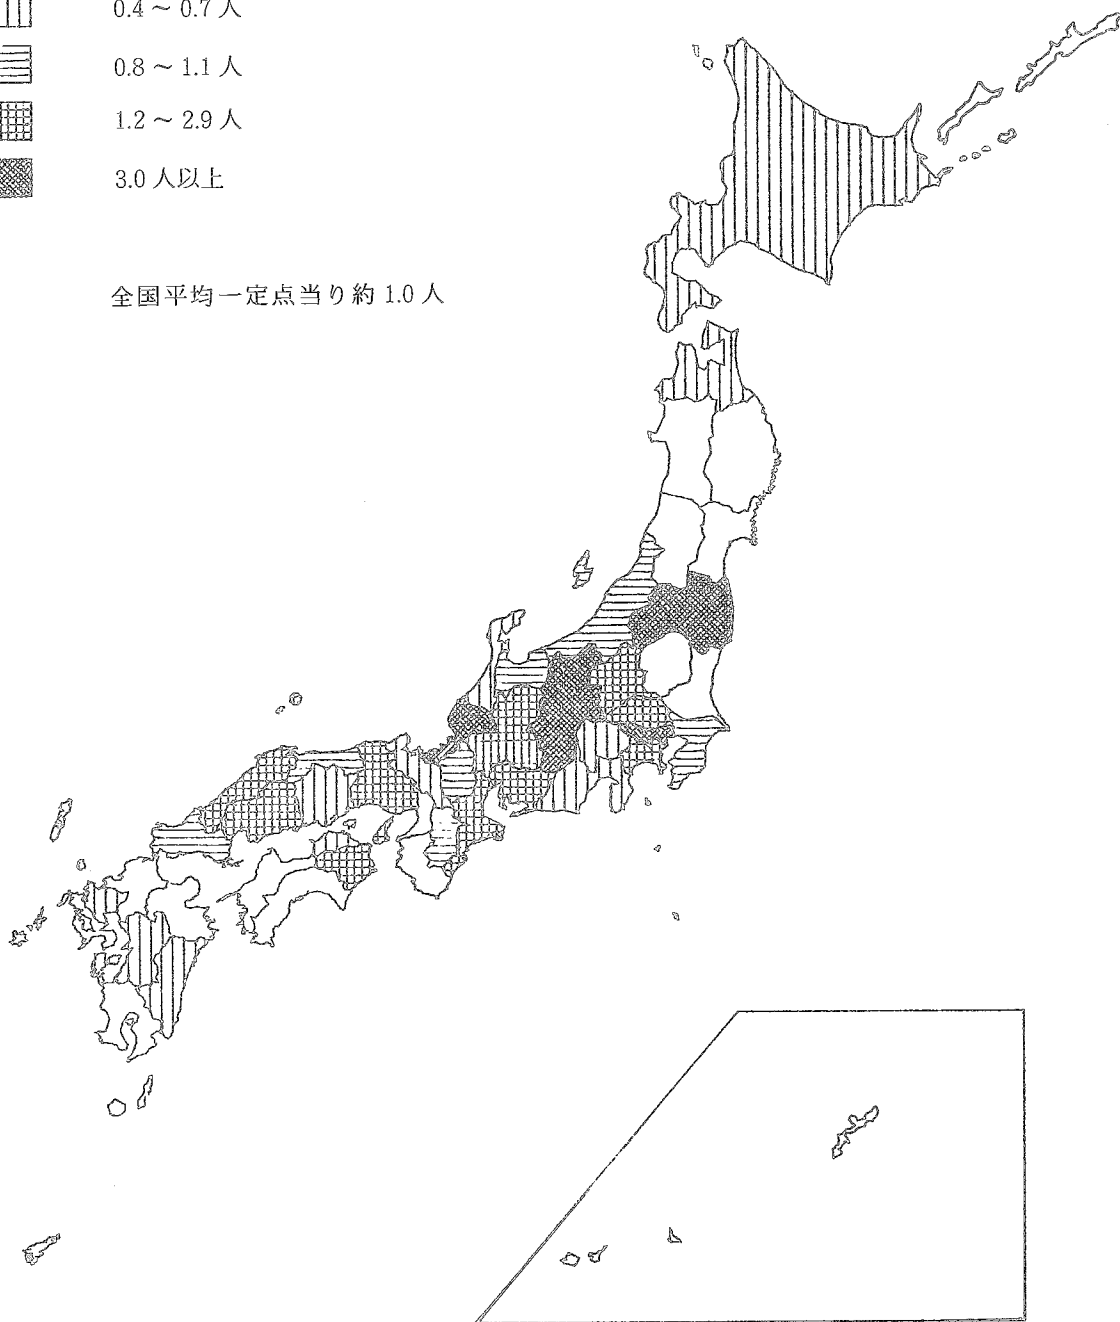 0.4 ~ 0.7 人
0.8 ~ 1.1 人
1.2 ~ 2.9 人
3.0 人以上
全国平均一定点当り約 1.0 人